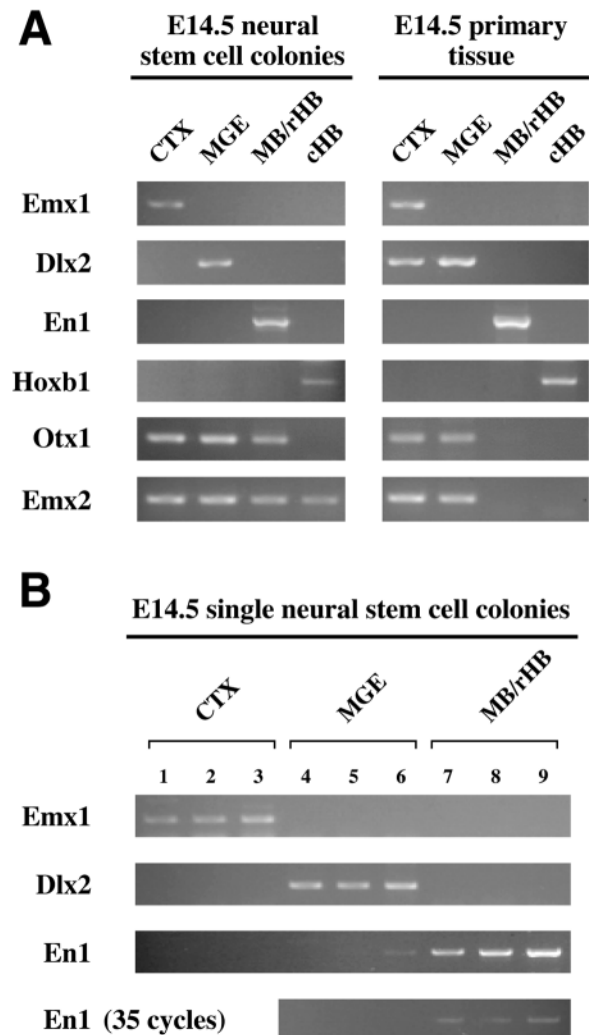 A
E14.5 neural
stem cell colonies
E14.5 primary
tissue
CTX MGE MB/rHB cHB
CTX MGE MB/rHB cHB
Emx1
Dlx2
En1
Hoxb1
Otx1
Emx2
B
E14.5 single neural stem cell colonies
CTX MGE MB/rHB
1 2 3 4 5 6 7 8 9
Emx1
Dlx2
En1
En1 (35 cycles)